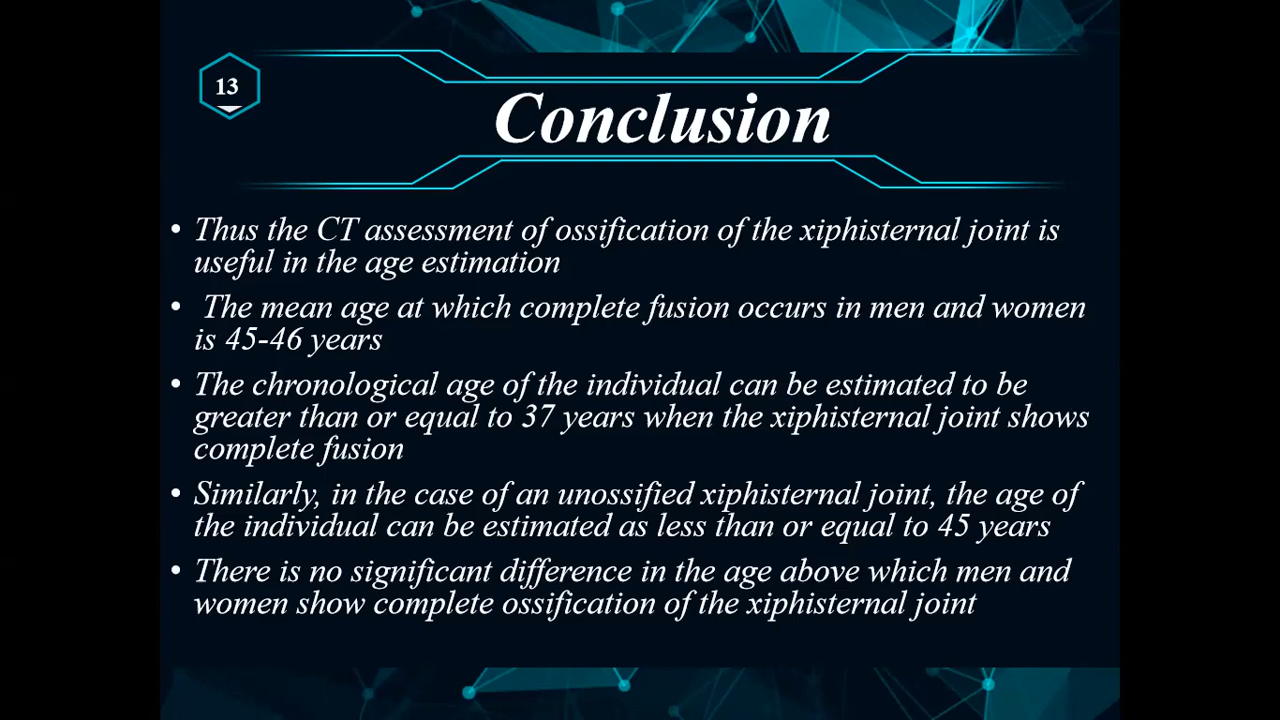 13
Conclusion
• Thus the CT assessment of ossification of the xiphisternal joint is
useful in the age estimation
• The mean age at which complete fusion occurs in men and women
is 45-46 years
• The chronological age of the individual can be estimated to be
greater than or equal to 37 years when the xiphisternal joint shows
complete fusion
• Similarly, in the case of an unossified xiphisternal joint, the age of
the individual can be estimated as less than or equal to 45 years
• There is no significant difference in the age above which men and
women show complete ossification of the xiphisternal joint